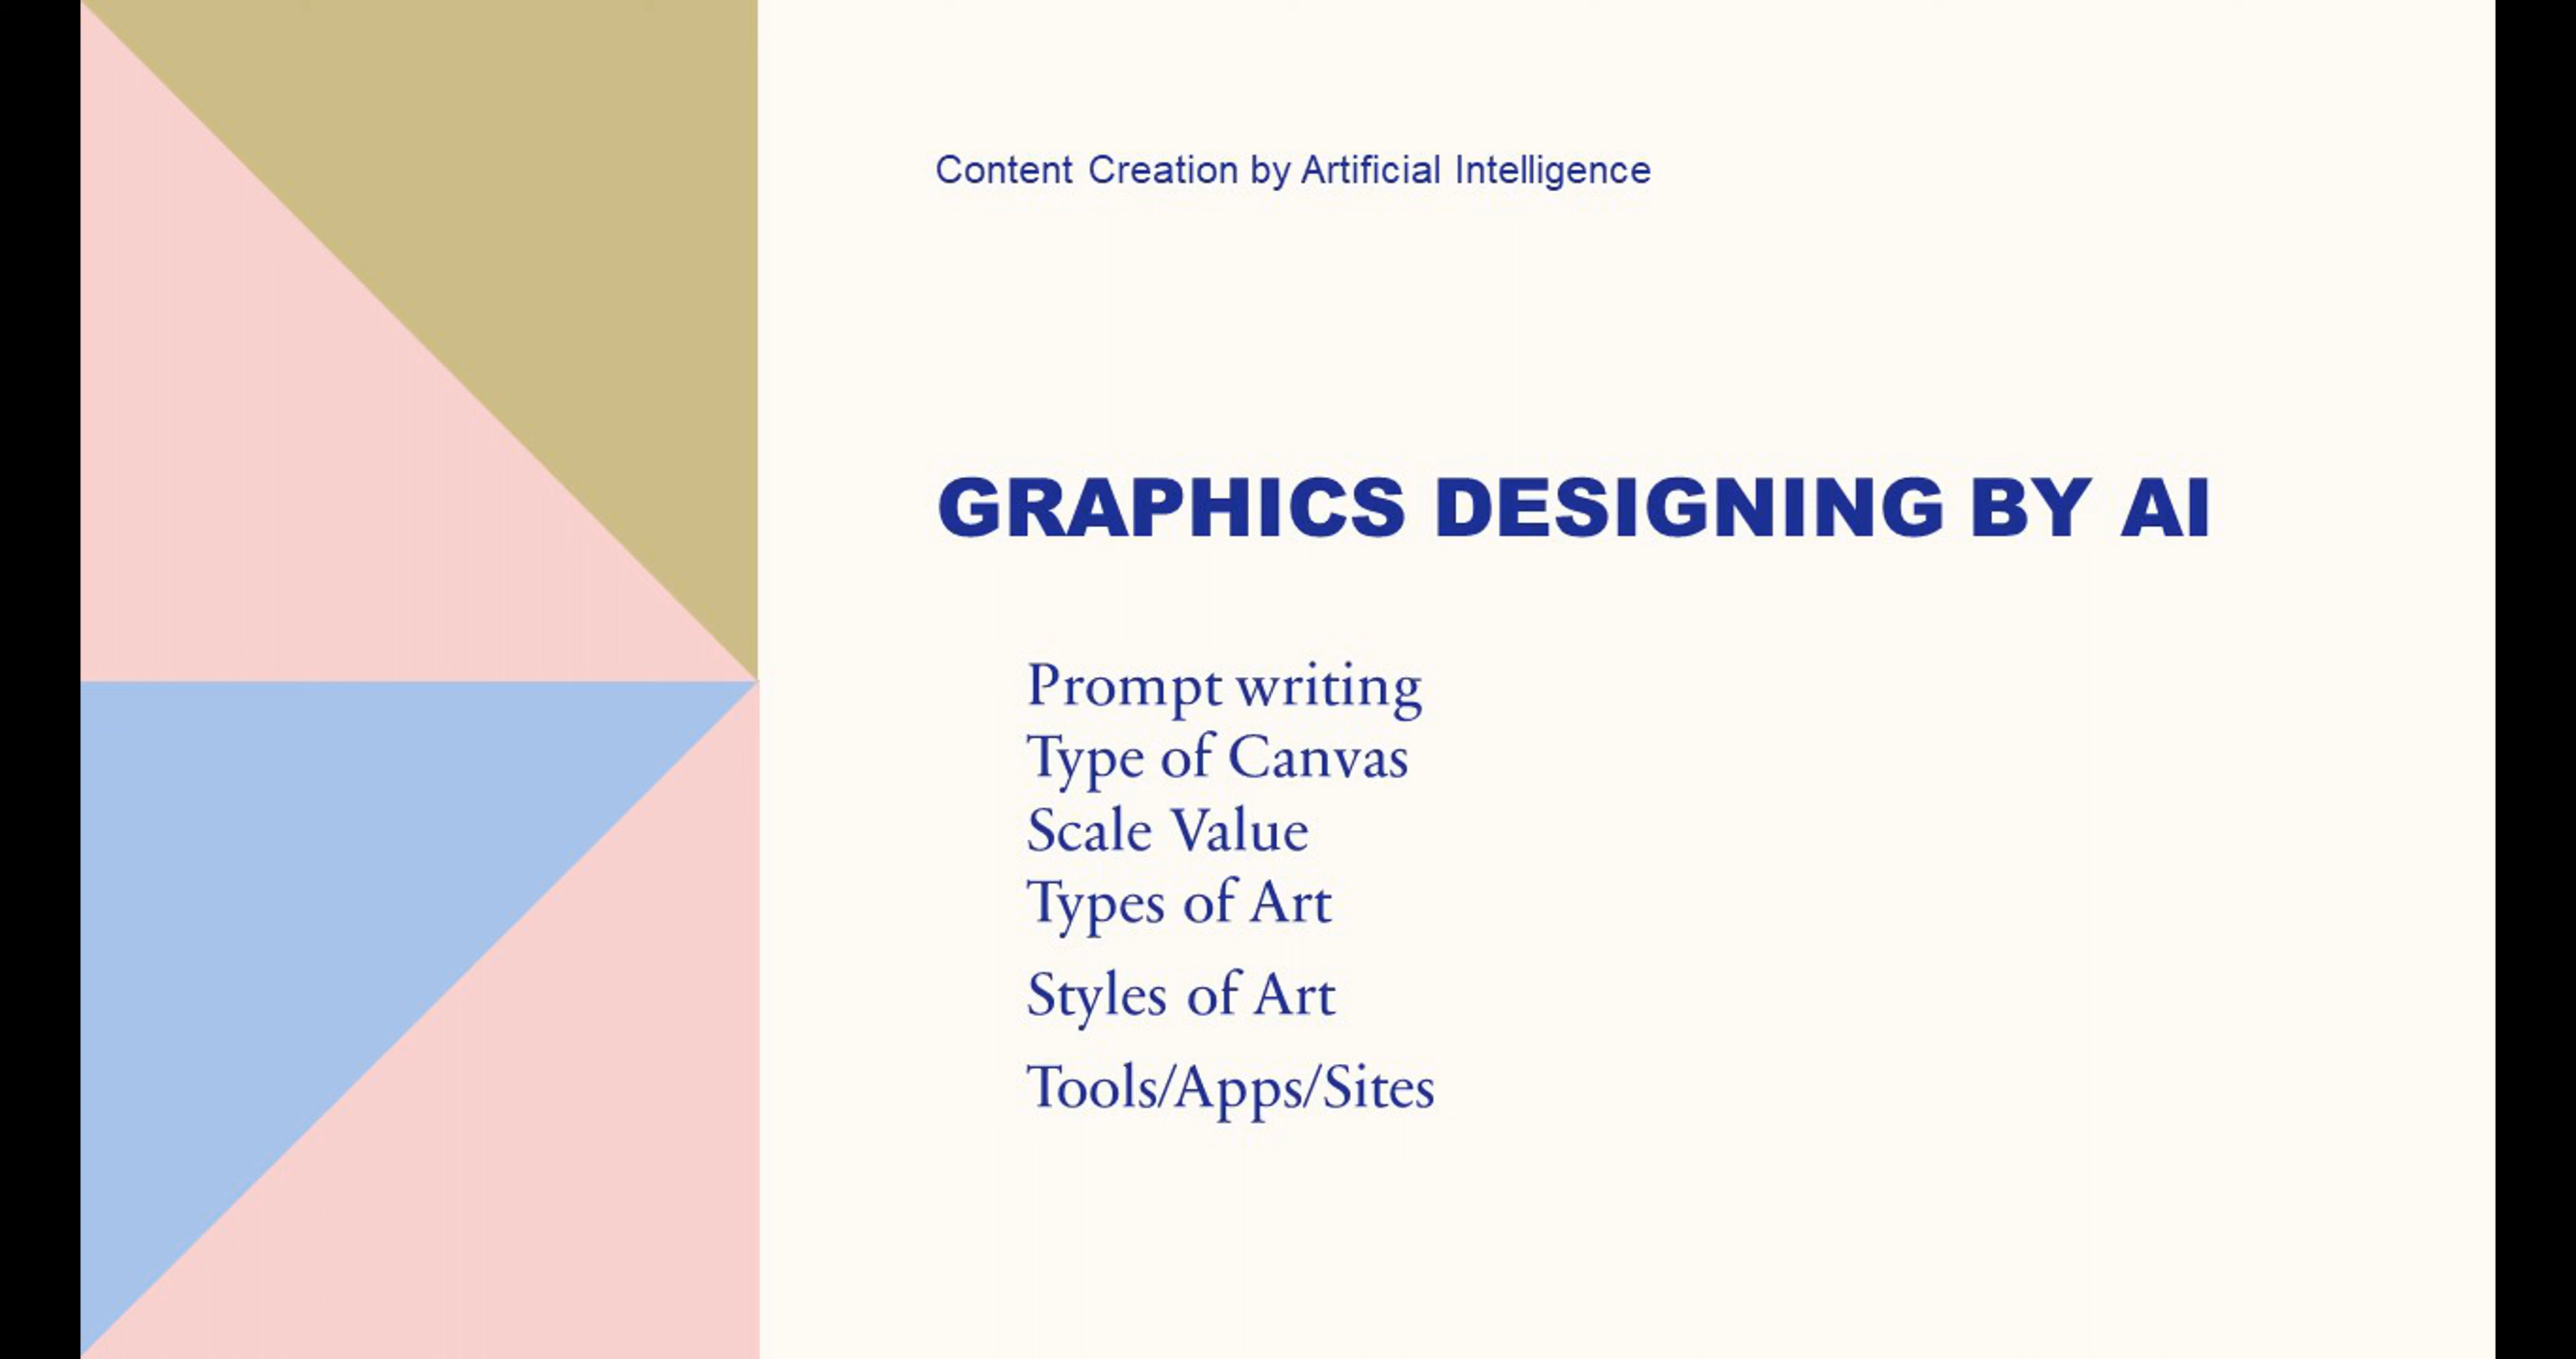 Content Creation by Artificial Intelligence
GRAPHICS DESIGNING BY AI
Prompt writing
Type of Canvas
Scale Value
Types of Art
Styles of Art
Tools/Apps/Sites